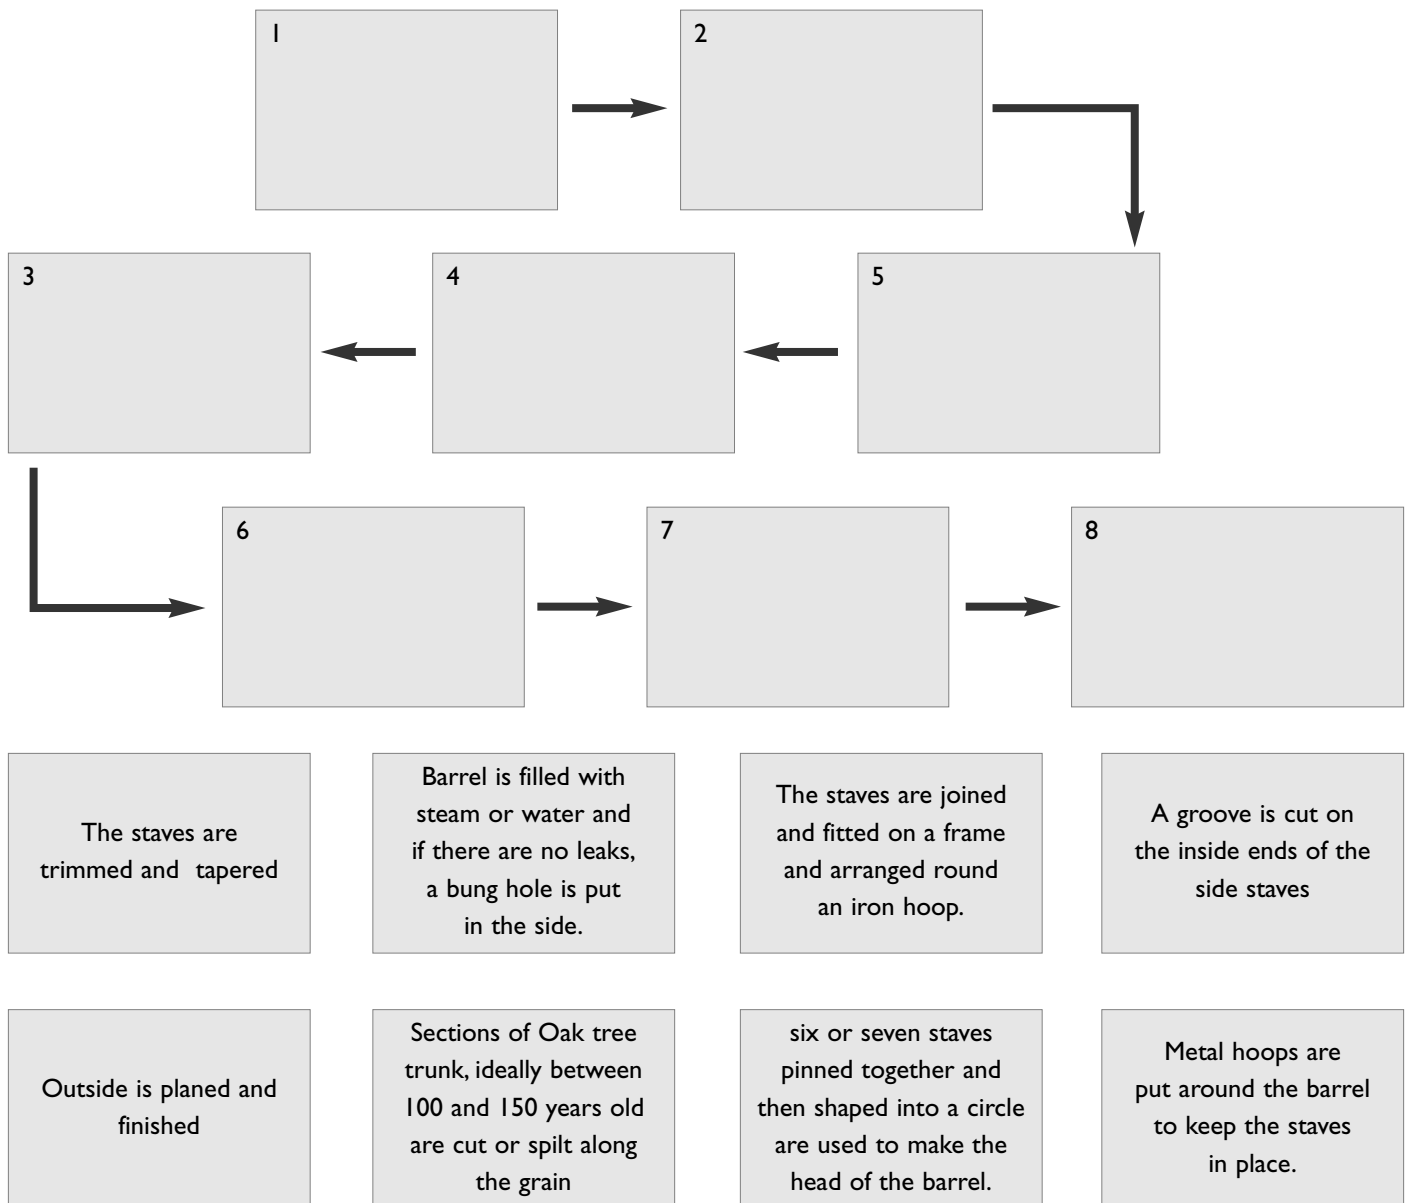 1
2
3
4
5
6
7
8
The staves are
trimmed and  tapered
Barrel is filled with
steam or water and
if there are no leaks,
a bung hole is put
in the side.
The staves are joined
and fitted on a frame
and arranged round
an iron hoop.
A groove is cut on
the inside ends of the
side staves
Outside is planed and
finished
Sections of Oak tree
trunk, ideally between
100 and 150 years old
are cut or spilt along
the grain
six or seven staves
pinned together and
then shaped into a circle
are used to make the
head of the barrel.
Metal hoops are
put around the barrel
to keep the staves
in place.